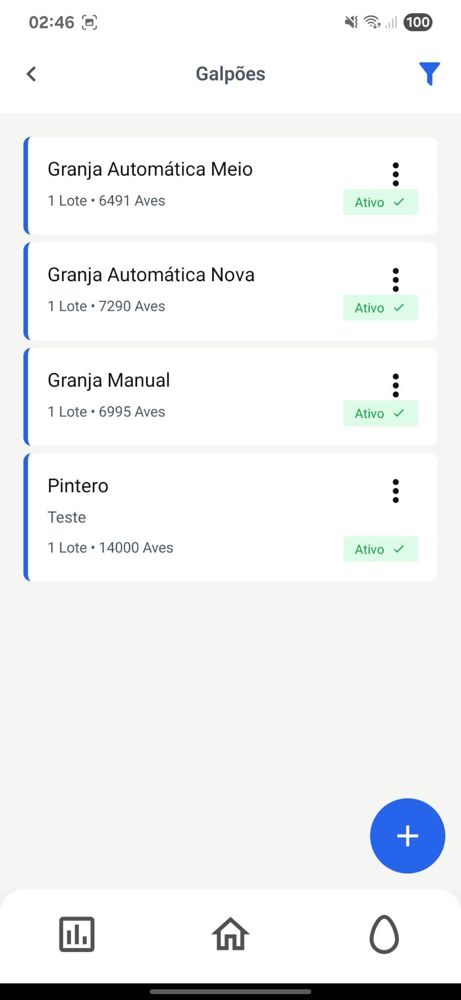 02:46
100
Galpões
Granja Automática Meio
1 Lote • 6491 Aves
Ativo
Granja Automática Nova
1 Lote • 7290 Aves
Ativo
Granja Manual
1 Lote • 6995 Aves
Ativo
Pintero
Teste
1 Lote • 14000 Aves
Ativo